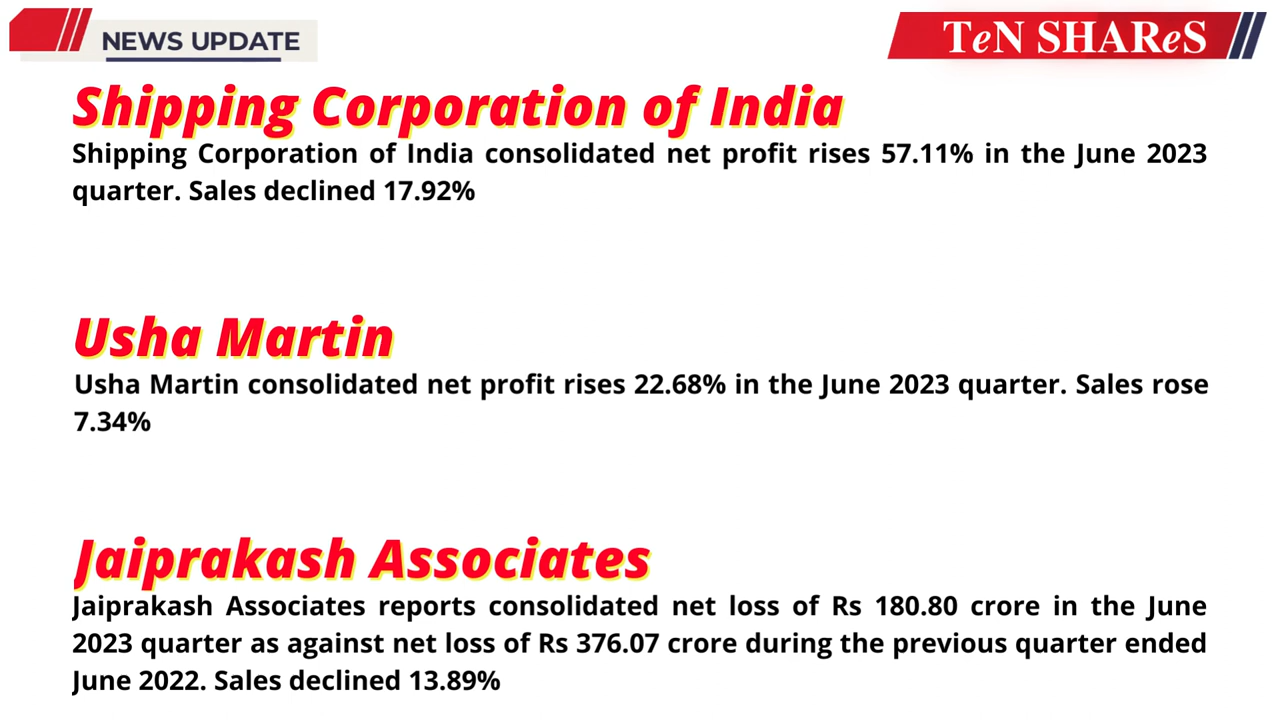 NEWS UPDATE
TeN SHAReS
Shipping Corporation of India
Shipping Corporation of India consolidated net profit rises 57.11% in the June 2023
quarter. Sales declined 17.92%
Usha Martin
Usha Martin consolidated net profit rises 22.68% in the June 2023 quarter. Sales rose
7.34%
Jaiprakash Associates
Jaiprakash Associates reports consolidated net loss of Rs 180.80 crore in the June
2023 quarter as against net loss of Rs 376.07 crore during the previous quarter ended
June 2022. Sales declined 13.89%